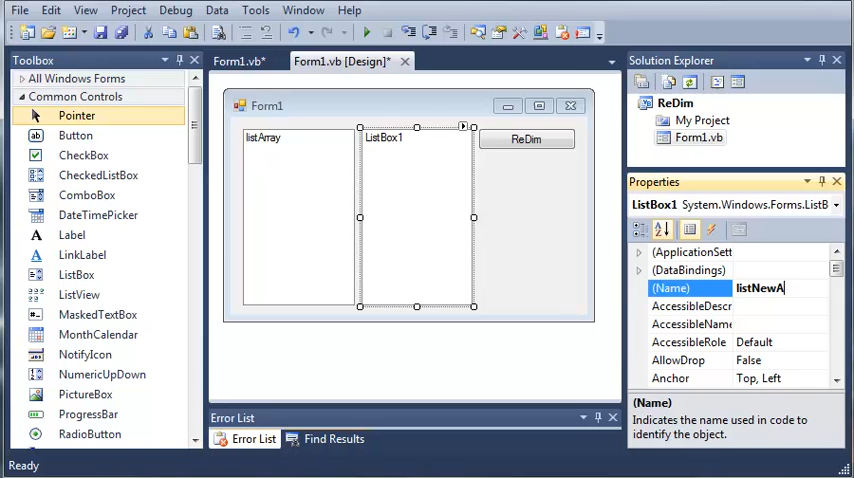 File Edit View Project Debug Data Tools Window Help
Toolbox
All Windows Forms
Common Controls
Pointer
Button
CheckBox
CheckedListBox
ComboBox
DateTimePicker
Label
LinkLabel
ListBox
ListView
MaskedTextBox
MonthCalendar
NotifyIcon
NumericUpDown
PictureBox
ProgressBar
RadioButton
Form1.vb* Form1.vb [Design]*
Form1
listArray ListBox1 ReDim
Error List
Error List Find Results
Solution Explorer
ReDim
My Project
Form1.vb
Properties
ListBox1 System.Windows.Forms.ListB
(ApplicationSett
(DataBindings)
(Name) listNewA
AccessibleDescr
AccessibleName
AccessibleRole Default
AllowDrop False
Anchor Top, Left
(Name)
Indicates the name used in code to
identify the object.
Ready